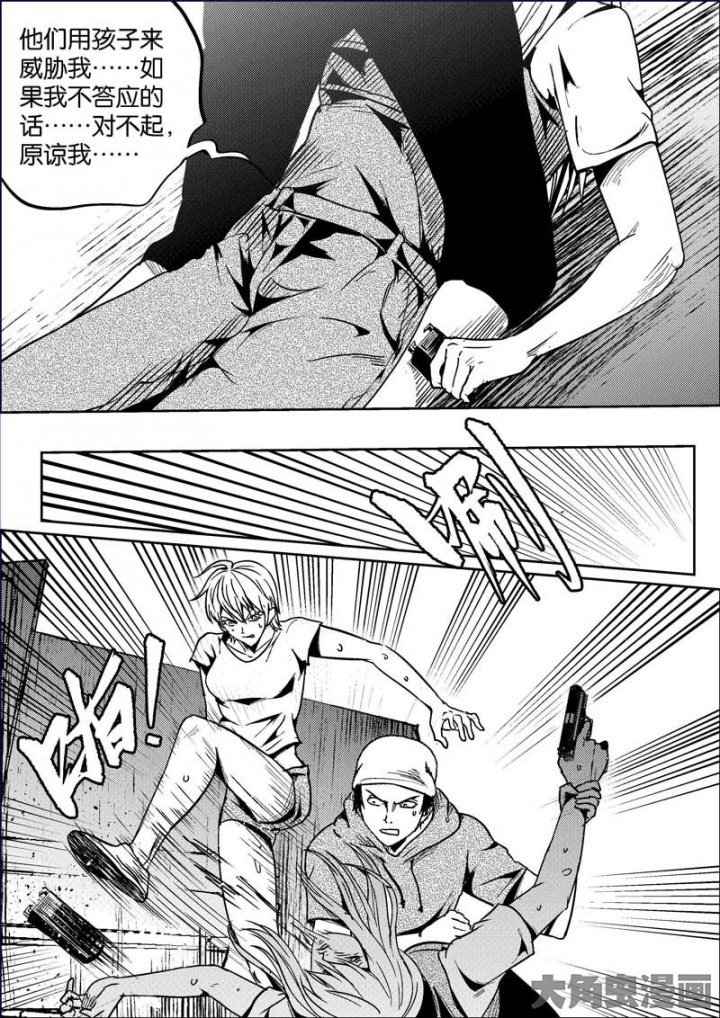 他们用孩子来
威胁我……如
果我不答应的
话……对不起，
原谅我……
啪！
大角虫漫画